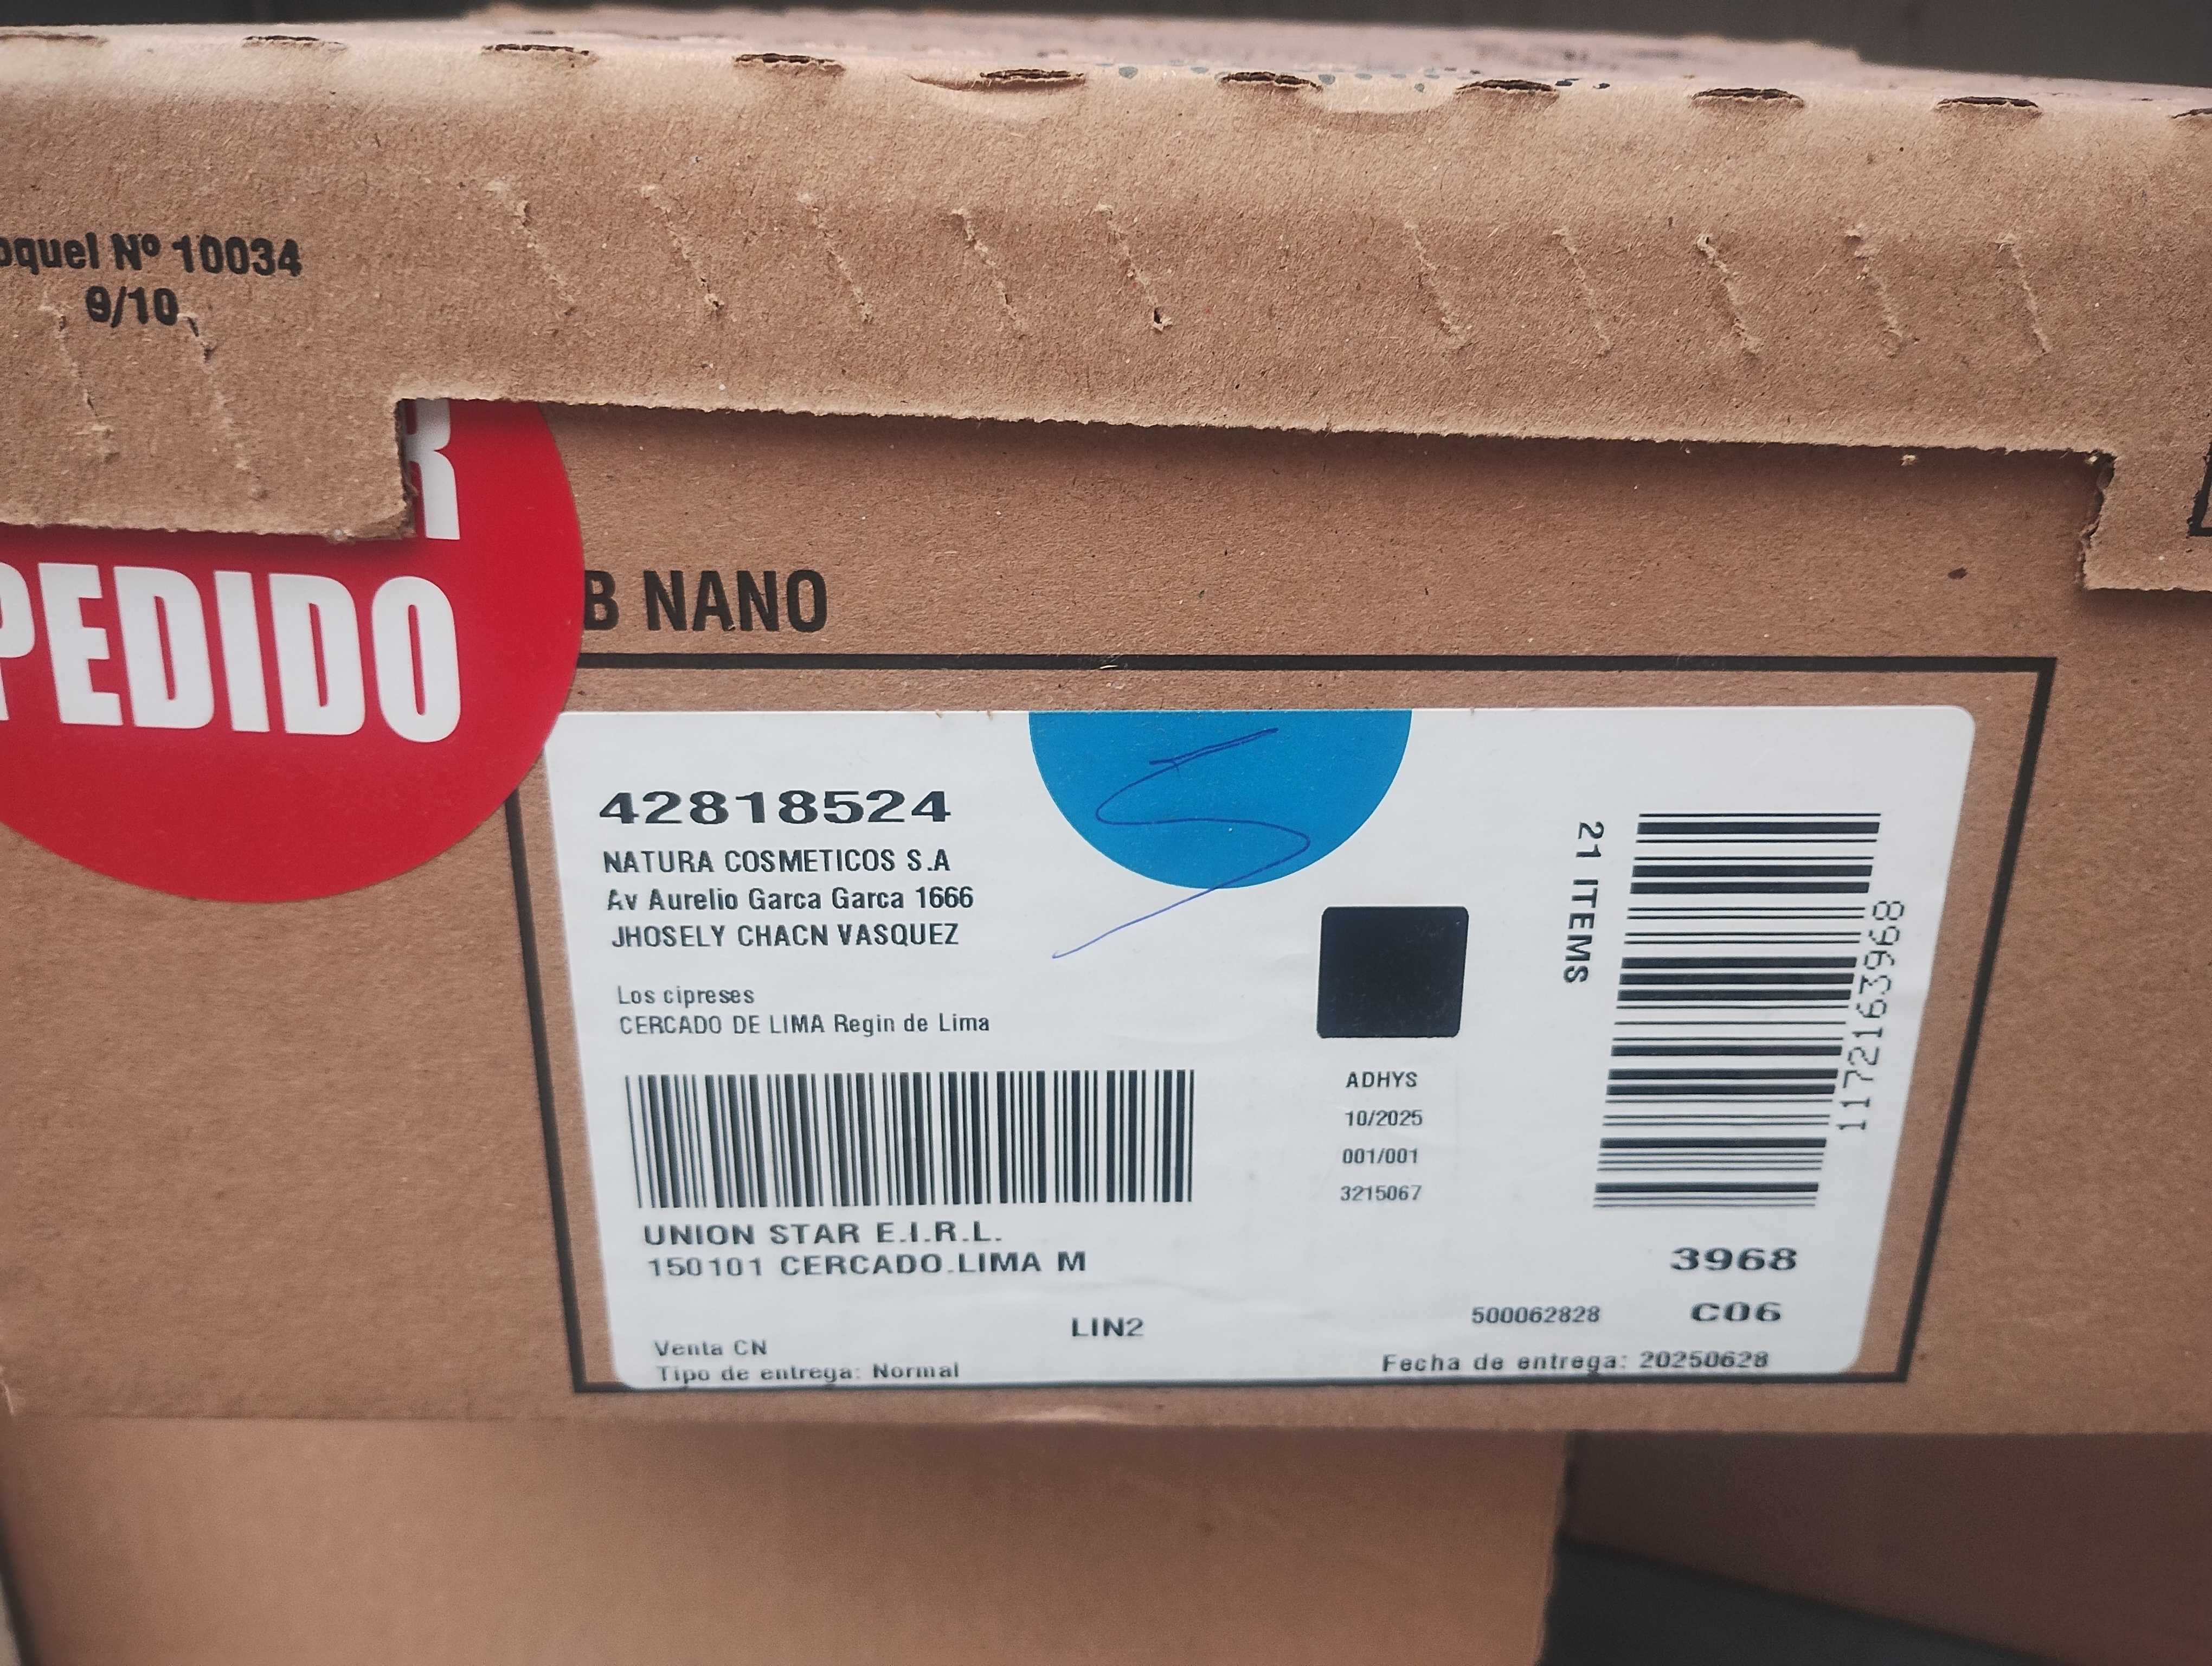 Nº 10034
9/10
PEDIDO
B NANO
42818524
NATURA COSMETICOS S.A
Av Aurelio Garca Garca 1666
JHOSELY CHACN VASQUEZ
Los cipreses
CERCADO DE LIMA Regin de Lima
UNION STAR E.I.R.L.
150101 CERCADO.LIMA M
LIN2
Venta CN
Tipo de entrega: Normal
ADHYS
10/2025
001/001
3215067
21 ITEMS
1172163968
3968
500062828 C06
Fecha de entrega: 20250628